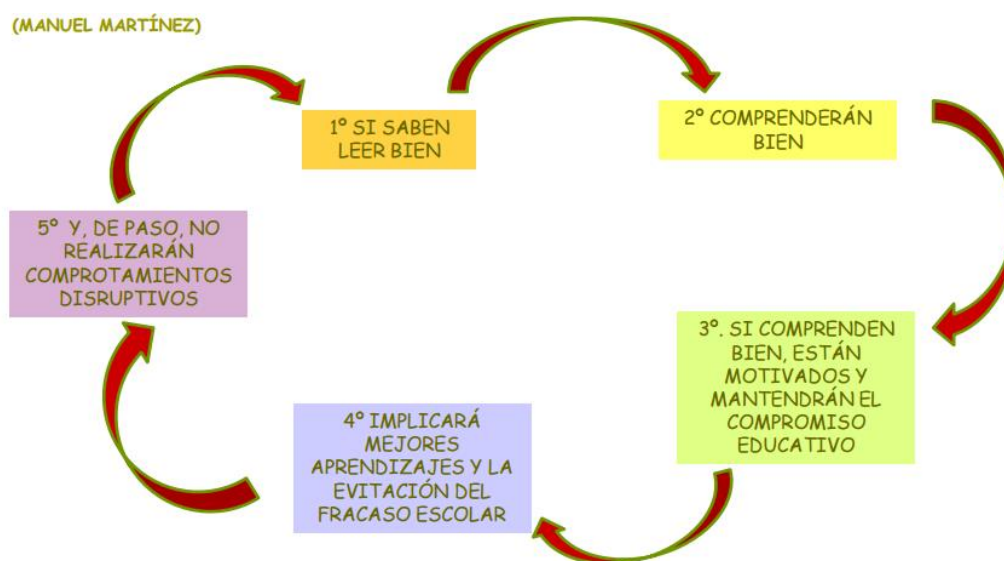 (MANUEL MARTÍNEZ)
1º SI SABEN
LEER BIEN
2º COMPRENDERÁN
BIEN
3º. SI COMPRENDEN
BIEN, ESTÁN
MOTIVADOS Y
MANTENDRÁN EL
COMPROMISO
EDUCATIVO
4º IMPLICARÁ
MEJORES
APRENDIZAJES Y LA
EVITACIÓN DEL
FRACASO ESCOLAR
5º Y, DE PASO, NO
REALIZARÁN
COMPROTAMIENTOS
DISRUPTIVOS